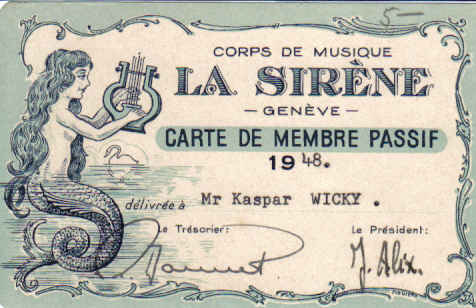 5—
CORPS DE MUSIQUE
LA SIRÈNE
— GENÈVE —
CARTE DE MEMBRE PASSIF
1948.
délivrée à Mr Kaspar WICKY .
Le Trésorier: Le Président:
J. Alix.